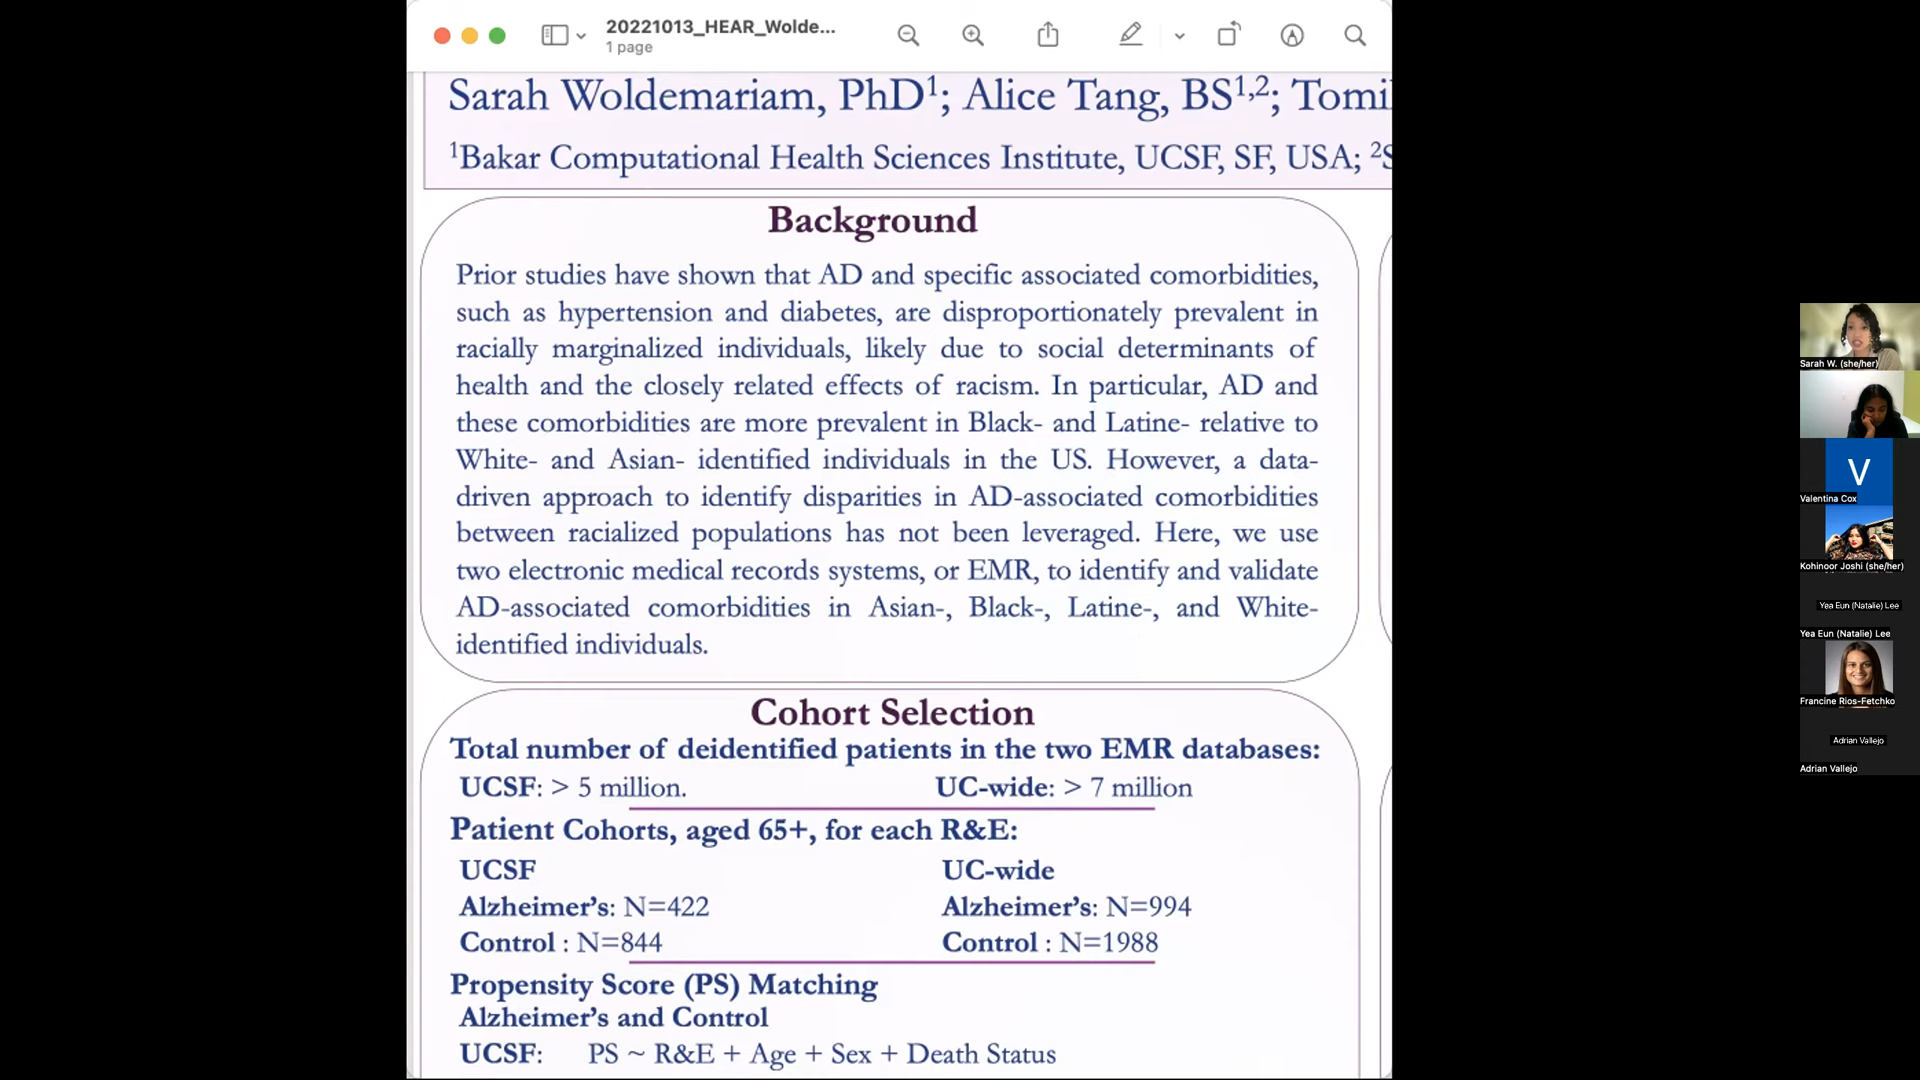 20221013_HEAR_Wolde...
1 page
Sarah Woldemariam, PhD1; Alice Tang, BS1,2; Tomi
1Bakar Computational Health Sciences Institute, UCSF, SF, USA; 2S
Background
Prior studies have shown that AD and specific associated comorbidities,
such as hypertension and diabetes, are disproportionately prevalent in
racially marginalized individuals, likely due to social determinants of
health and the closely related effects of racism. In particular, AD and
these comorbidities are more prevalent in Black- and Latine- relative to
White- and Asian- identified individuals in the US. However, a data-
driven approach to identify disparities in AD-associated comorbidities
between racialized populations has not been leveraged. Here, we use
two electronic medical records systems, or EMR, to identify and validate
AD-associated comorbidities in Asian-, Black-, Latine-, and White-
identified individuals.
Cohort Selection
Total number of deidentified patients in the two EMR databases:
UCSF: > 5 million. UC-wide: > 7 million
Patient Cohorts, aged 65+, for each R&E:
UCSF UC-wide
Alzheimer's: N=422 Alzheimer's: N=994
Control : N=844 Control : N=1988
Propensity Score (PS) Matching
Alzheimer's and Control
UCSF: PS ~ R&E + Age + Sex + Death Status
Sarah W. (she/her)
V
Valentina Cox
Kohinoor Joshi (she/her)
Yea Eun (Natalie) Lee
Yea Eun (Natalie) Lee
Francine Rios-Fetchko
Adrian Vallejo
Adrian Vallejo